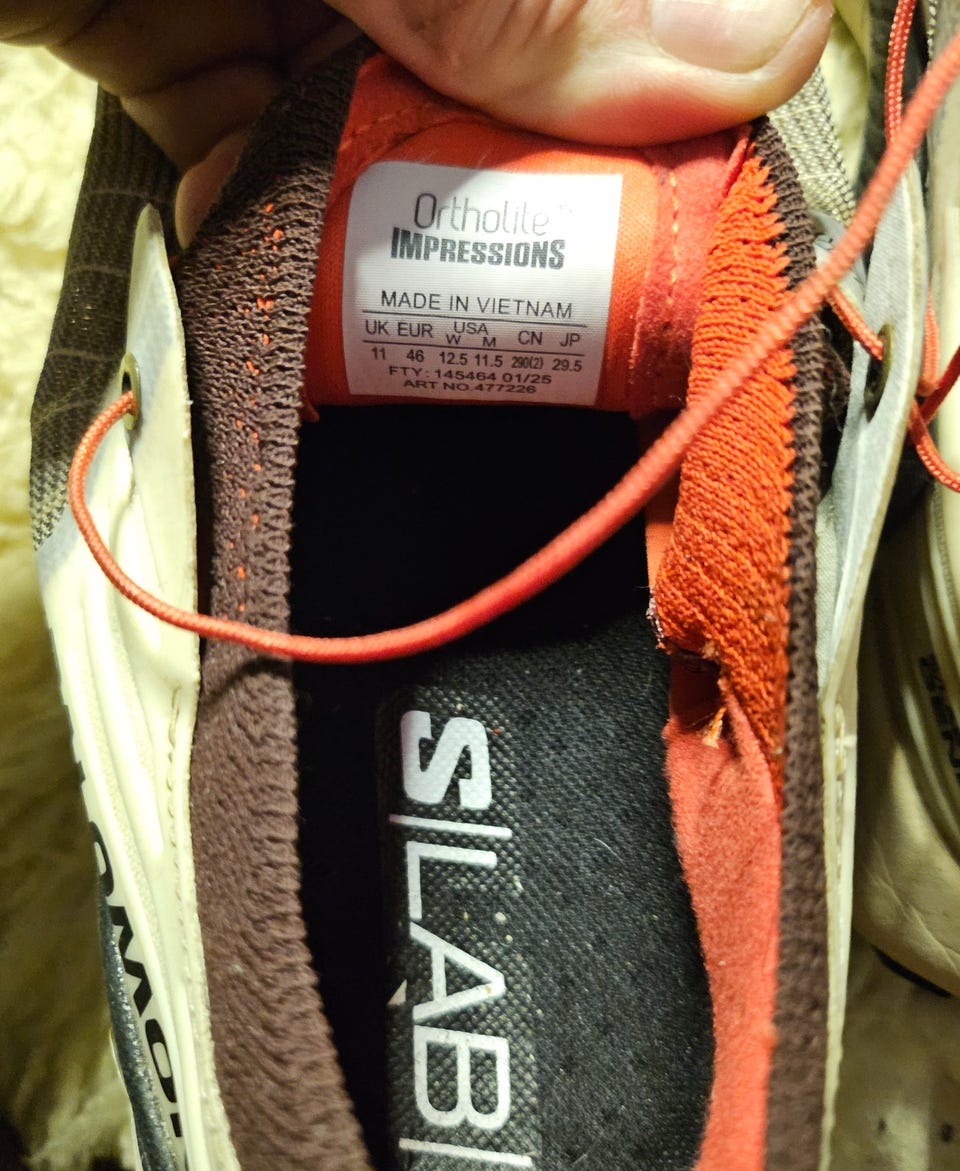 Ortholite™
IMPRESSIONS
MADE IN VIETNAM
UK EUR USA W M CN JP
11 46 12.5 11.5 290(2) 29.5
FTY: 145464 01/25
ART NO.477226
S|LAB|